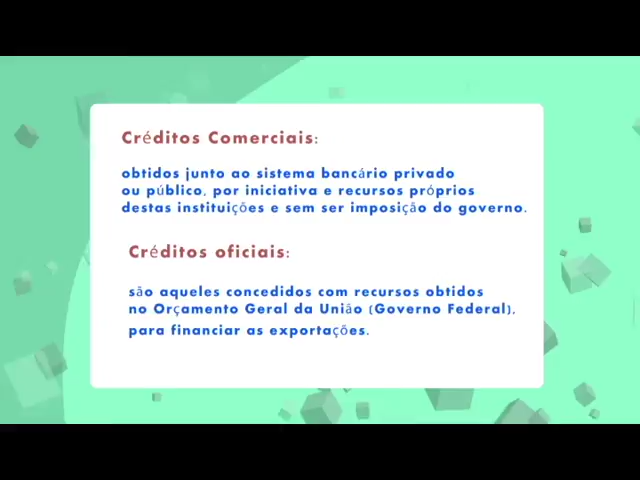 Créditos Comerciais:
obtidos junto ao sistema bancário privado
ou público, por iniciativa e recursos próprios
destas instituições e sem ser imposição do governo.
Créditos oficiais:
são aqueles concedidos com recursos obtidos
no Orçamento Geral da União (Governo Federal),
para financiar as exportações.